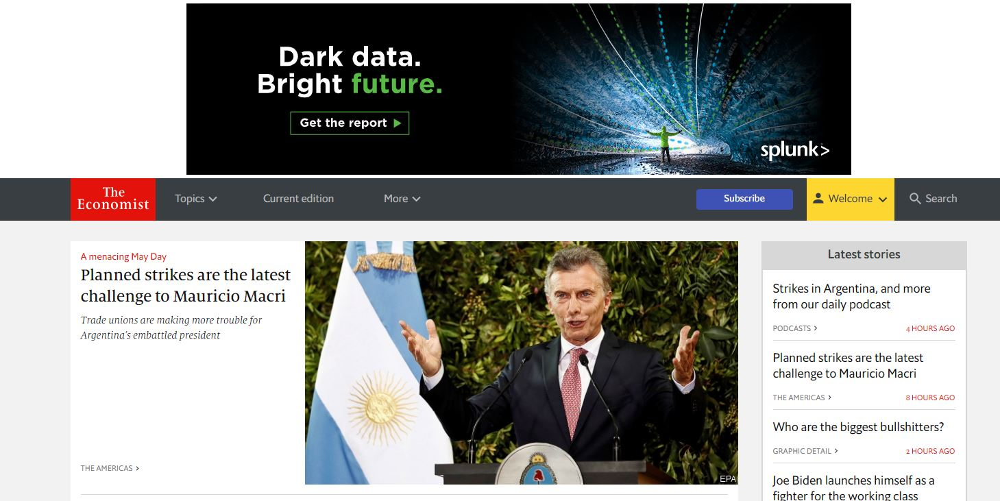 Dark data.
Bright future.
Get the report
splunk>
The
Economist
Topics
Current edition
More
Subscribe
Welcome
Search
A menacing May Day
Planned strikes are the latest
challenge to Mauricio Macri
Trade unions are making more trouble for
Argentina's embattled president
THE AMERICAS
EPA
Latest stories
Strikes in Argentina, and more
from our daily podcast
PODCASTS
4 HOURS AGO
Planned strikes are the latest
challenge to Mauricio Macri
THE AMERICAS
8 HOURS AGO
Who are the biggest bullshitters?
GRAPHIC DETAIL
2 HOURS AGO
Joe Biden launches himself as a
fighter for the working class